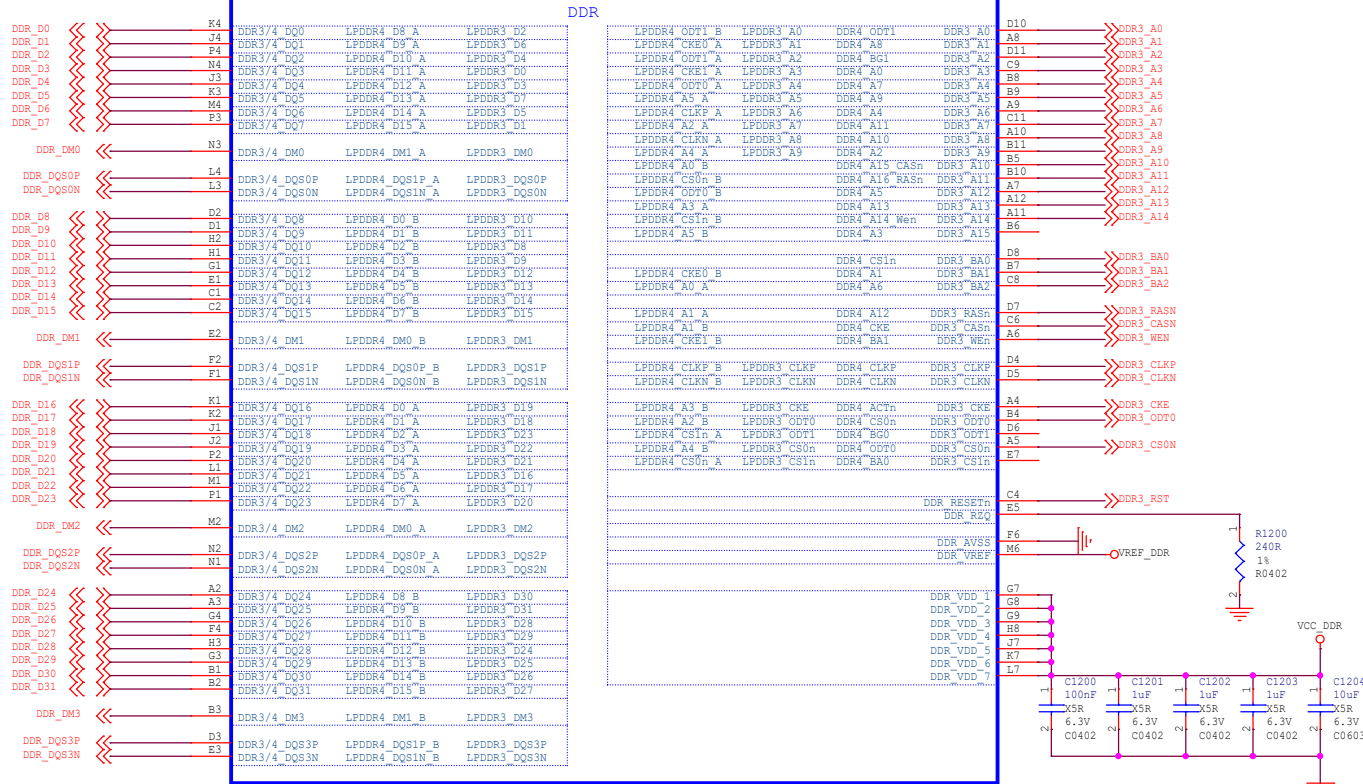 DDR
DDR_D0 K4 DDR3/4_DQ0 LPDDR4_D8_A LPDDR3_D2
DDR_D1 J4 DDR3/4_DQ1 LPDDR4_D9_A LPDDR3_D6
DDR_D2 P4 DDR3/4_DQ2 LPDDR4_D10_A LPDDR3_D4
DDR_D3 N4 DDR3/4_DQ3 LPDDR4_D11_A LPDDR3_D0
DDR_D4 J3 DDR3/4_DQ4 LPDDR4_D12_A LPDDR3_D3
DDR_D5 K3 DDR3/4_DQ5 LPDDR4_D13_A LPDDR3_D7
DDR_D6 M4 DDR3/4_DQ6 LPDDR4_D14_A LPDDR3_D5
DDR_D7 P3 DDR3/4_DQ7 LPDDR4_D15_A LPDDR3_D1
DDR_DM0 N3 DDR3/4_DM0 LPDDR4_DM1_A LPDDR3_DM0
DDR_DQS0P L4 DDR3/4_DQS0P LPDDR4_DQS1P_A LPDDR3_DQS0P
DDR_DQS0N L3 DDR3/4_DQS0N LPDDR4_DQS1N_A LPDDR3_DQS0N
DDR_D8 D2 DDR3/4_DQ8 LPDDR4_D0_B LPDDR3_D10
DDR_D9 D1 DDR3/4_DQ9 LPDDR4_D1_B LPDDR3_D11
DDR_D10 H2 DDR3/4_DQ10 LPDDR4_D2_B LPDDR3_D8
DDR_D11 H1 DDR3/4_DQ11 LPDDR4_D3_B LPDDR3_D9
DDR_D12 G1 DDR3/4_DQ12 LPDDR4_D4_B LPDDR3_D12
DDR_D13 E1 DDR3/4_DQ13 LPDDR4_D5_B LPDDR3_D13
DDR_D14 C1 DDR3/4_DQ14 LPDDR4_D6_B LPDDR3_D14
DDR_D15 C2 DDR3/4_DQ15 LPDDR4_D7_B LPDDR3_D15
DDR_DM1 E2 DDR3/4_DM1 LPDDR4_DM0_B LPDDR3_DM1
DDR_DQS1P F2 DDR3/4_DQS1P LPDDR4_DQS0P_B LPDDR3_DQS1P
DDR_DQS1N F1 DDR3/4_DQS1N LPDDR4_DQS0N_B LPDDR3_DQS1N
DDR_D16 K1 DDR3/4_DQ16 LPDDR4_D0_A LPDDR3_D19
DDR_D17 K2 DDR3/4_DQ17 LPDDR4_D1_A LPDDR3_D18
DDR_D18 J1 DDR3/4_DQ18 LPDDR4_D2_A LPDDR3_D23
DDR_D19 J2 DDR3/4_DQ19 LPDDR4_D3_A LPDDR3_D22
DDR_D20 P2 DDR3/4_DQ20 LPDDR4_D4_A LPDDR3_D21
DDR_D21 L1 DDR3/4_DQ21 LPDDR4_D5_A LPDDR3_D16
DDR_D22 M1 DDR3/4_DQ22 LPDDR4_D6_A LPDDR3_D17
DDR_D23 P1 DDR3/4_DQ23 LPDDR4_D7_A LPDDR3_D20
DDR_DM2 M2 DDR3/4_DM2 LPDDR4_DM0_A LPDDR3_DM2
DDR_DQS2P N2 DDR3/4_DQS2P LPDDR4_DQS0P_A LPDDR3_DQS2P
DDR_DQS2N N1 DDR3/4_DQS2N LPDDR4_DQS0N_A LPDDR3_DQS2N
DDR_D24 A2 DDR3/4_DQ24 LPDDR4_D8_B LPDDR3_D30
DDR_D25 A3 DDR3/4_DQ25 LPDDR4_D9_B LPDDR3_D31
DDR_D26 G4 DDR3/4_DQ26 LPDDR4_D10_B LPDDR3_D28
DDR_D27 F4 DDR3/4_DQ27 LPDDR4_D11_B LPDDR3_D29
DDR_D28 H3 DDR3/4_DQ28 LPDDR4_D12_B LPDDR3_D24
DDR_D29 G3 DDR3/4_DQ29 LPDDR4_D13_B LPDDR3_D25
DDR_D30 B1 DDR3/4_DQ30 LPDDR4_D14_B LPDDR3_D26
DDR_D31 B2 DDR3/4_DQ31 LPDDR4_D15_B LPDDR3_D27
DDR_DM3 B3 DDR3/4_DM3 LPDDR4_DM1_B LPDDR3_DM3
DDR_DQS3P D3 DDR3/4_DQS3P LPDDR4_DQS1P_B LPDDR3_DQS3P
DDR_DQS3N E3 DDR3/4_DQS3N LPDDR4_DQS1N_B LPDDR3_DQS3N
LPDDR4_ODT1_B LPDDR3_A0 DDR4_ODT1 DDR3_A0 D10 DDR3_A0
LPDDR4_CKE0_A LPDDR3_A1 DDR4_A8 DDR3_A1 A8 DDR3_A1
LPDDR4_ODT1_A LPDDR3_A2 DDR4_BG1 DDR3_A2 D11 DDR3_A2
LPDDR4_CKE1_A LPDDR3_A3 DDR4_A0 DDR3_A3 C9 DDR3_A3
LPDDR4_ODT0_A LPDDR3_A4 DDR4_A7 DDR3_A4 B8 DDR3_A4
LPDDR4_A5_A LPDDR3_A5 DDR4_A9 DDR3_A5 B9 DDR3_A5
LPDDR4_CLKP_A LPDDR3_A6 DDR4_A4 DDR3_A6 A9 DDR3_A6
LPDDR4_A2_A LPDDR3_A7 DDR4_A11 DDR3_A7 C11 DDR3_A7
LPDDR4_CLKN_A LPDDR3_A8 DDR4_A10 DDR3_A8 A10 DDR3_A8
LPDDR4_A4_A LPDDR3_A9 DDR4_A2 DDR3_A9 B11 DDR3_A9
LPDDR4_A0_B DDR4_A15_CASn DDR3_A10 B5 DDR3_A10
LPDDR4_CS0n_B DDR4_A16_RASn DDR3_A11 B10 DDR3_A11
LPDDR4_ODT0_B DDR4_A5 DDR3_A12 A7 DDR3_A12
LPDDR4_A3_A DDR4_A13 DDR3_A13 A12 DDR3_A13
LPDDR4_CS1n_B DDR4_A14_Wen DDR3_A14 A11 DDR3_A14
LPDDR4_A5_B DDR4_A3 DDR3_A15 B6
DDR4_CS1n DDR3_BA0 D8 DDR3_BA0
LPDDR4_CKE0_B DDR4_A1 DDR3_BA1 B7 DDR3_BA1
LPDDR4_A0_A DDR4_A6 DDR3_BA2 C8 DDR3_BA2
LPDDR4_A1_A DDR4_A12 DDR3_RASn D7 DDR3_RASN
LPDDR4_A1_B DDR4_CKE DDR3_CASn C6 DDR3_CASN
LPDDR4_CKE1_B DDR4_BA1 DDR3_WEn A6 DDR3_WEN
LPDDR4_CLKP_B LPDDR3_CLKP DDR4_CLKP DDR3_CLKP D4 DDR3_CLKP
LPDDR4_CLKN_B LPDDR3_CLKN DDR4_CLKN DDR3_CLKN D5 DDR3_CLKN
LPDDR4_A3_B LPDDR3_CKE DDR4_ACTn DDR3_CKE A4 DDR3_CKE
LPDDR4_A2_B LPDDR3_ODT0 DDR4_CS0n DDR3_ODT0 B4 DDR3_ODT0
LPDDR4_CS1n_A LPDDR3_ODT1 DDR4_BG0 DDR3_ODT1 D6
LPDDR4_A4_B LPDDR3_CS0n DDR4_ODT0 DDR3_CS0n A5 DDR3_CS0N
LPDDR4_CS0n_A LPDDR3_CS1n DDR4_BA0 DDR3_CS1n E7
DDR_RESETn C4 DDR3_RST
DDR_RZQ E5
DDR_AVSS F6
DDR_VREF M6 VREF_DDR
1
R1200
240R
1%
R0402
2
DDR_VDD_1 G7
DDR_VDD_2 G8
DDR_VDD_3 G9
DDR_VDD_4 H8
DDR_VDD_5 J7
DDR_VDD_6 K7
DDR_VDD_7 L7
VCC_DDR
1 C1200 1 C1201 1 C1202 1 C1203 1 C1204
100nF 1uF 1uF 1uF 10uF
X5R X5R X5R X5R X5R
2 6.3V 2 6.3V 2 6.3V 2 6.3V 2 6.3V
C0402 C0402 C0402 C0402 C0603